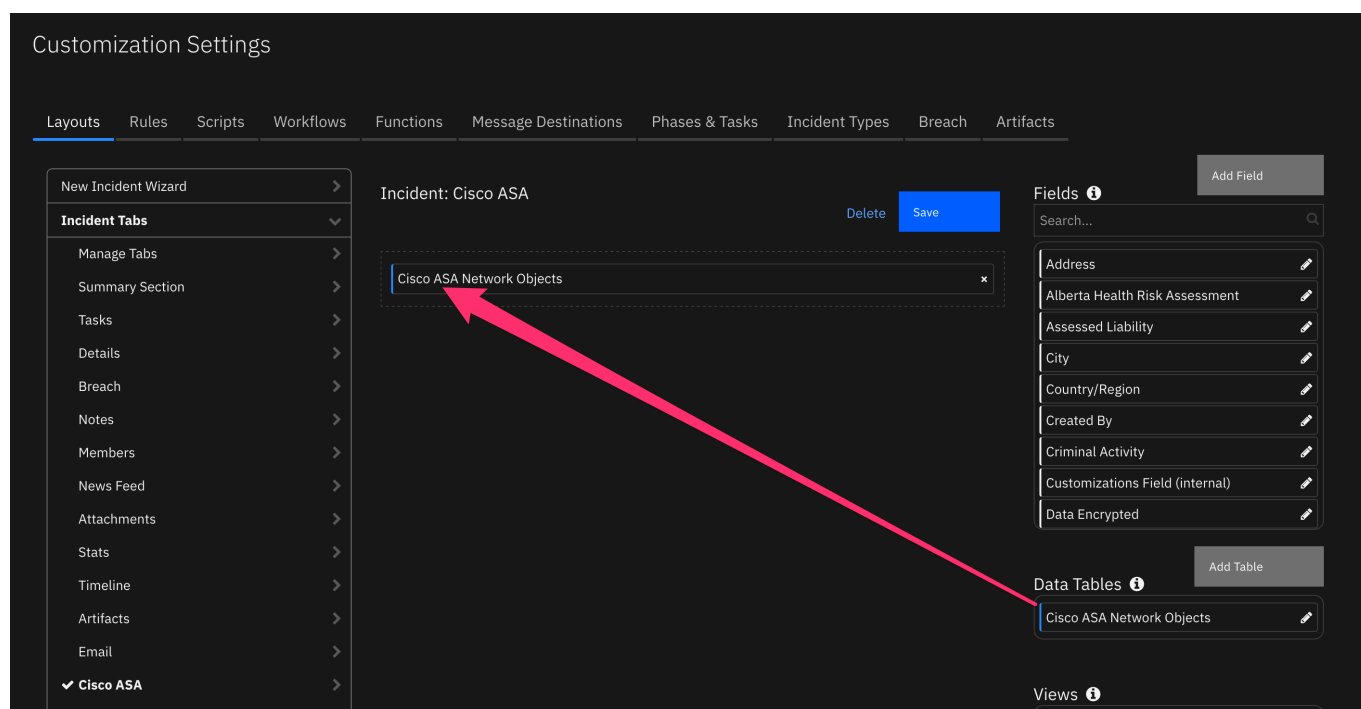 Customization Settings
Layouts Rules Scripts Workflows Functions Message Destinations Phases & Tasks Incident Types Breach Artifacts
New Incident Wizard
Incident Tabs
Manage Tabs
Summary Section
Tasks
Details
Breach
Notes
Members
News Feed
Attachments
Stats
Timeline
Artifacts
Email
Cisco ASA
Incident: Cisco ASA
Delete Save
Cisco ASA Network Objects
Add Field
Fields
Search...
Address
Alberta Health Risk Assessment
Assessed Liability
City
Country/Region
Created By
Criminal Activity
Customizations Field (internal)
Data Encrypted
Add Table
Data Tables
Cisco ASA Network Objects
Views